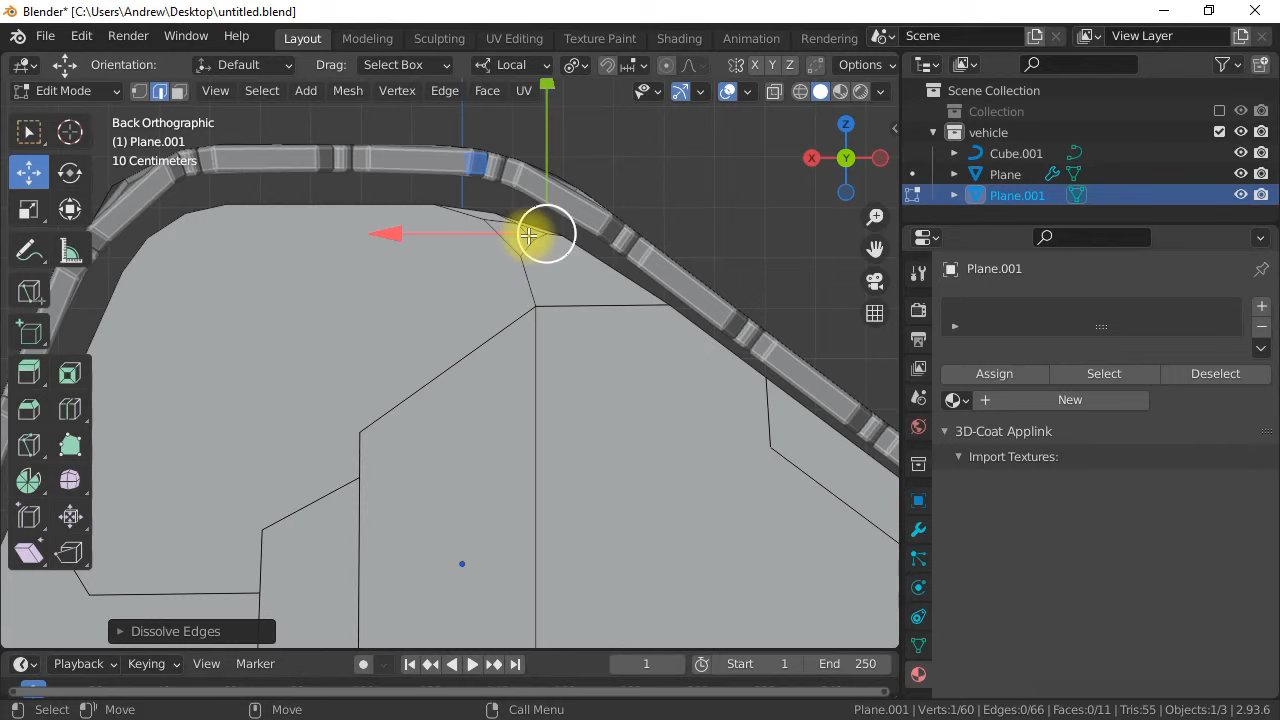 Blender* [C:\Users\Andrew\Desktop\untitled.blend]
File Edit Render Window Help Layout Modeling Sculpting UV Editing Texture Paint Shading Animation Rendering Scene View Layer
Orientation: Default Drag: Select Box Local X Y Z Options
Edit Mode View Select Add Mesh Vertex Edge Face UV
Scene Collection
Collection
vehicle
Cube.001
Plane
Plane.001
Back Orthographic
(1) Plane.001
10 Centimeters
Z
X Y
Plane.001
Assign Select Deselect
New
3D-Coat Applink
Import Textures:
Dissolve Edges
Playback Keying View Marker 1 Start 1 End 250
Select Move Move Call Menu Plane.001 | Verts:1/60 | Edges:0/66 | Faces:0/11 | Tris:55 | Objects:1/3 | 2.93.6